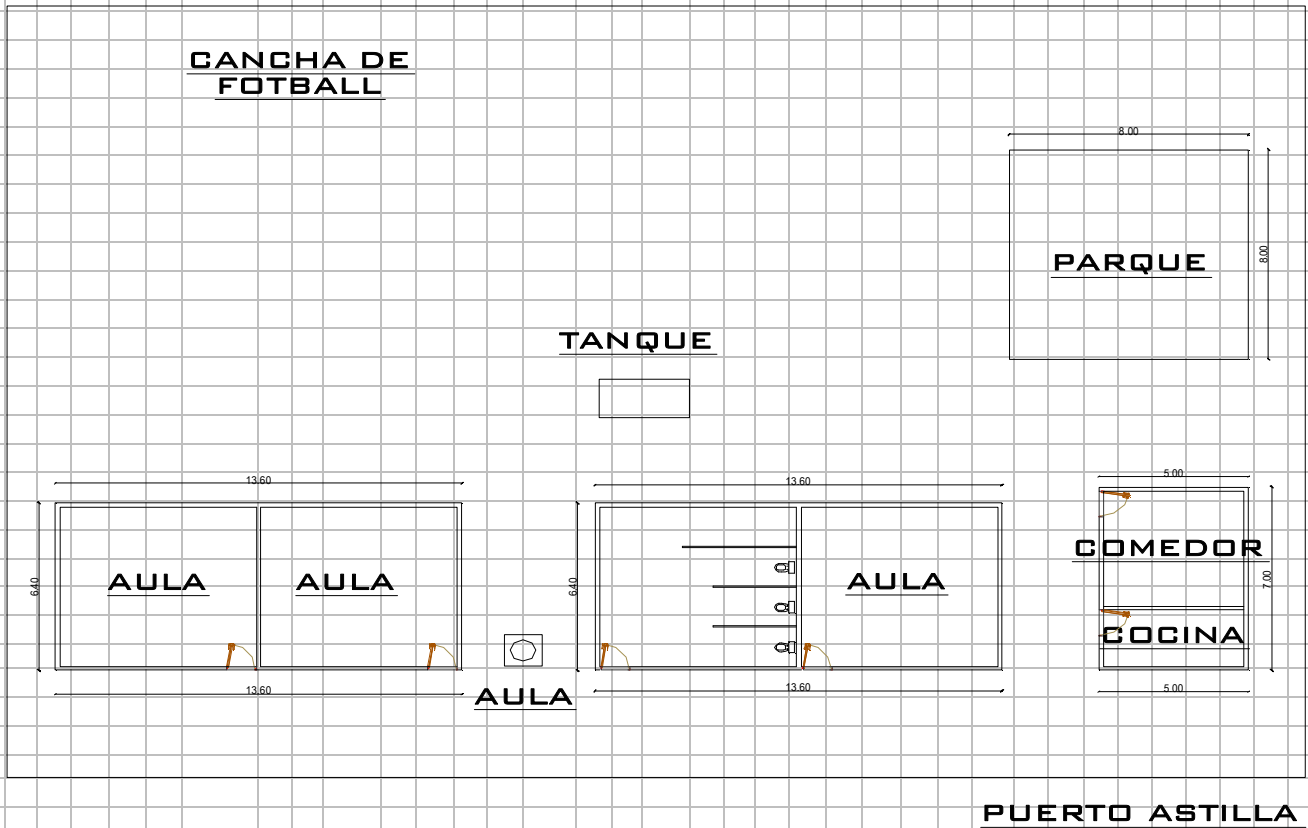 CANCHA DE
FOTBALL
8.00
8.00
PARQUE
TANQUE
13.60
13.60
5.00
6.40
AULA
AULA
6.40
AULA
COMEDOR
7.00
COCINA
13.60
AULA
13.60
5.00
PUERTO ASTILLA